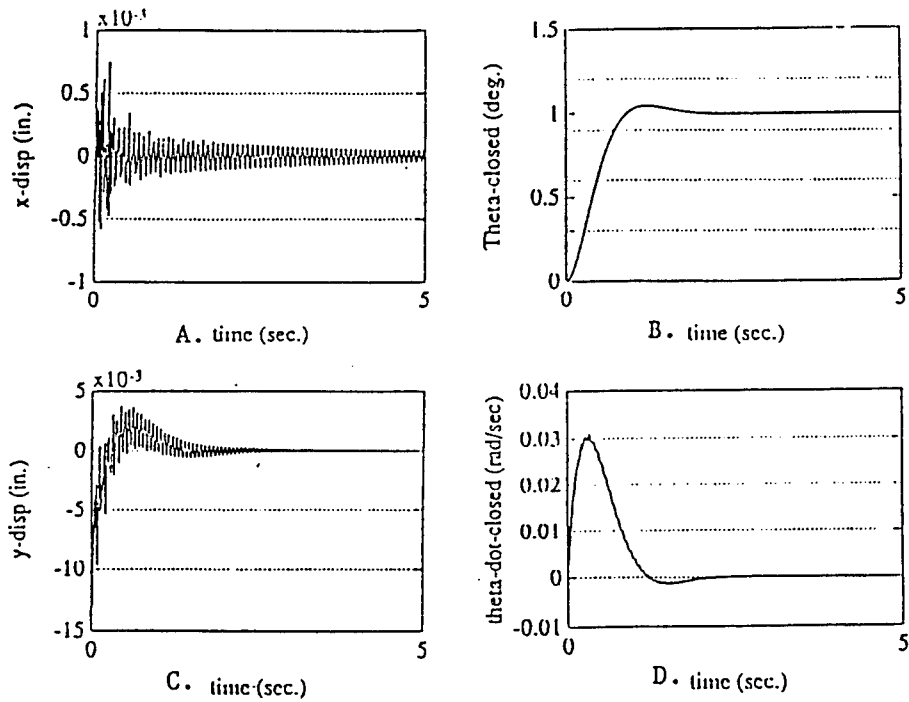 x10-3
1
0.5
0
-0.5
-1
x-disp (in.)
0
5
A. time (sec.)
1.5
1
0.5
0
Theta-closed (deg.)
0
5
B. time (sec.)
x10-3
5
0
-5
-10
-15
y-disp (in.)
0
5
C. time (sec.)
0.04
0.03
0.02
0.01
0
-0.01
theta-dot-closed (rad/sec)
0
5
D. time (sec.)